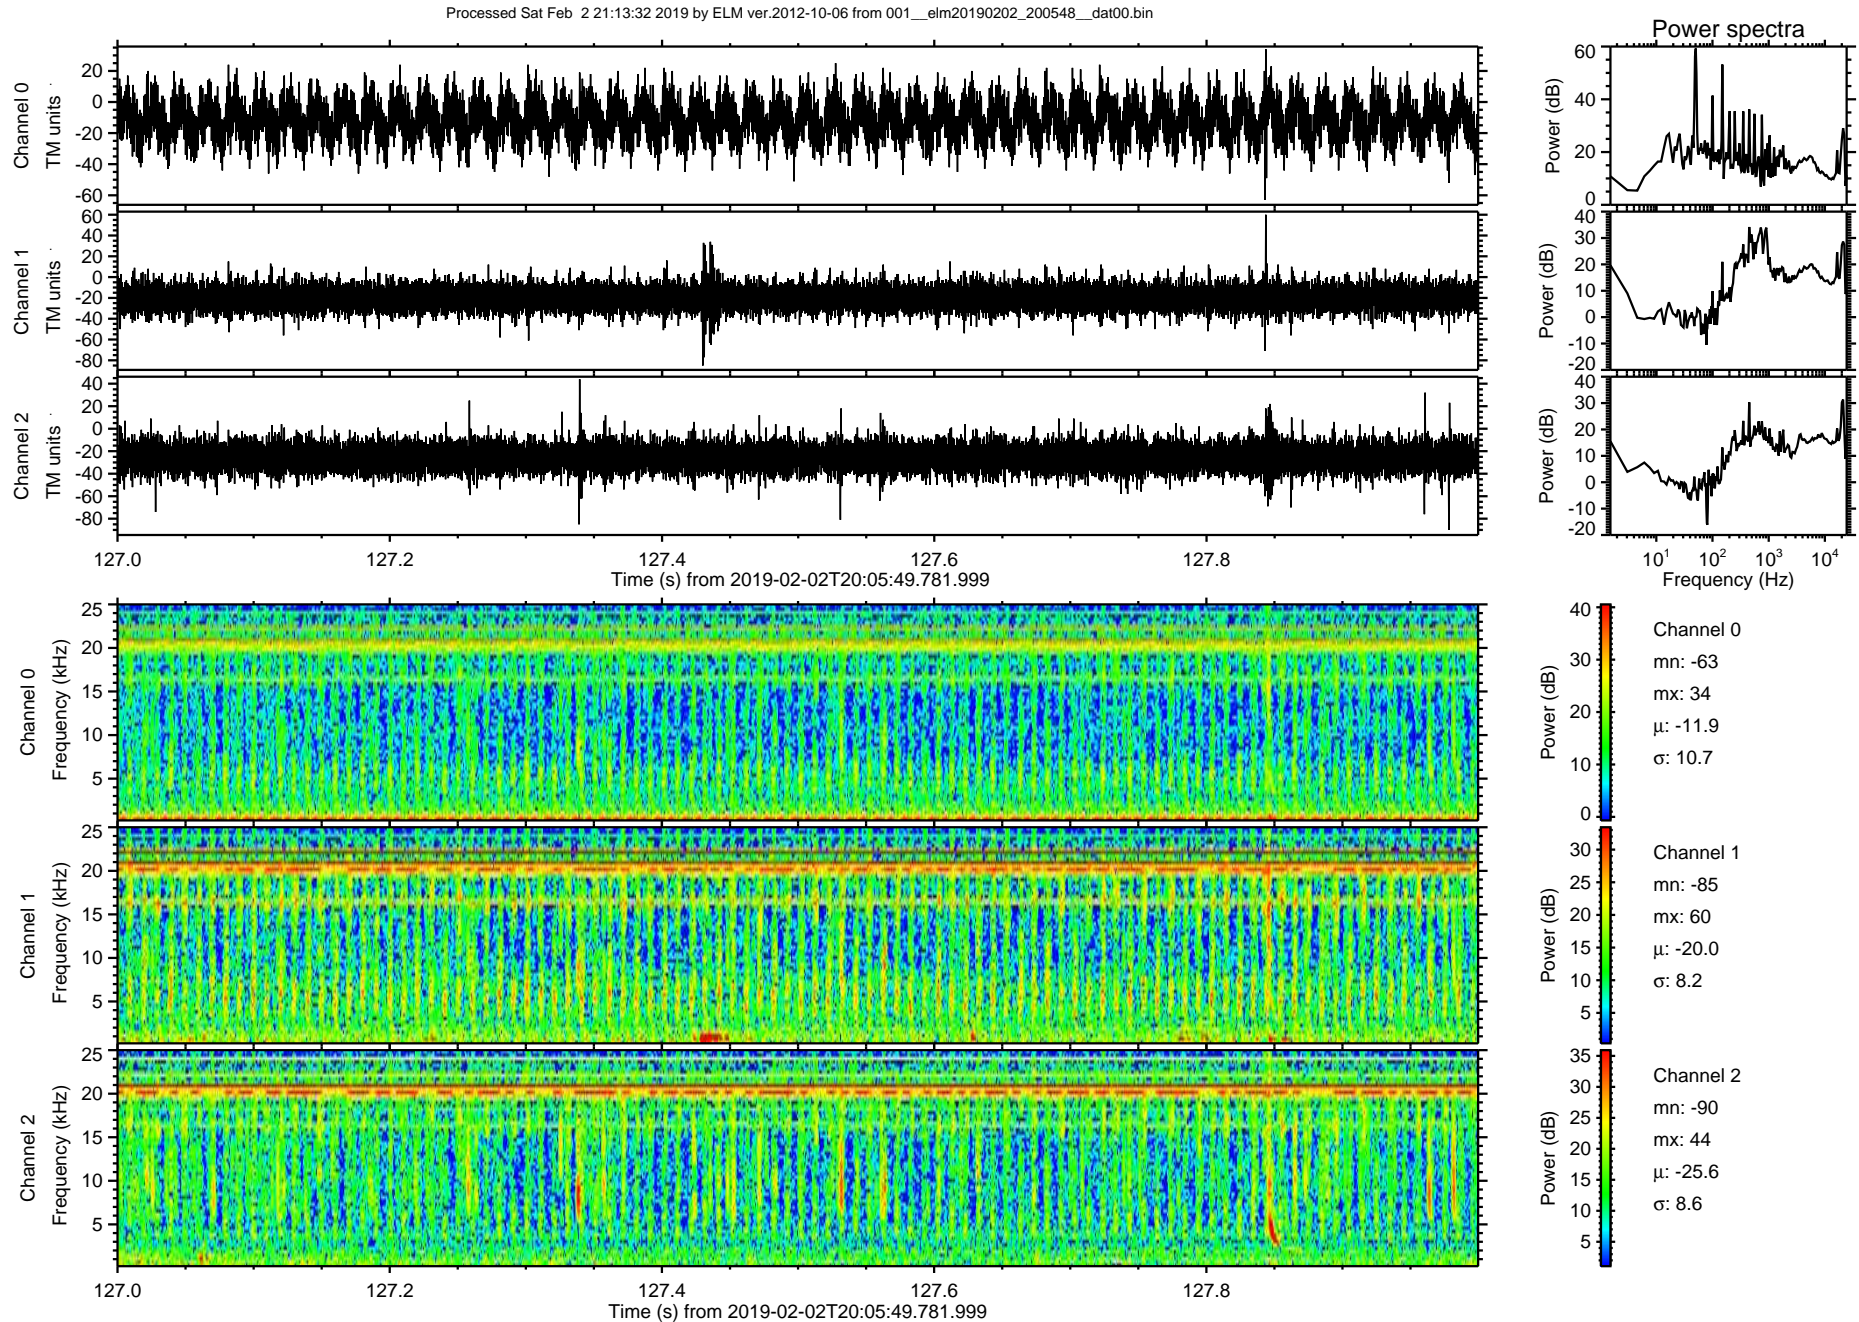 Processed Sat Feb  2 21:13:32 2019 by ELM ver.2012-10-06 from 001__elm20190202_200548__dat00.bin
Power spectra
Channel 0
TM units
20
0
-20
-40
-60
Power (dB)
60
40
20
0
Channel 1
TM units
60
40
20
0
-20
-40
-60
-80
Power (dB)
40
30
20
10
0
-10
-20
Channel 2
TM units
40
20
0
-20
-40
-60
-80
Power (dB)
40
30
20
10
0
-10
-20
127.0 127.2 127.4 127.6 127.8
Time (s) from 2019-02-02T20:05:49.781.999
10^1 10^2 10^3 10^4
Frequency (Hz)
Channel 0
Frequency (kHz)
25
20
15
10
5
Power (dB)
40
30
20
10
0
Channel 0
mn: -63
mx: 34
μ: -11.9
σ: 10.7
Channel 1
Frequency (kHz)
25
20
15
10
5
Power (dB)
30
25
20
15
10
5
Channel 1
mn: -85
mx: 60
μ: -20.0
σ: 8.2
Channel 2
Frequency (kHz)
25
20
15
10
5
Power (dB)
35
30
25
20
15
10
5
Channel 2
mn: -90
mx: 44
μ: -25.6
σ: 8.6
127.0 127.2 127.4 127.6 127.8
Time (s) from 2019-02-02T20:05:49.781.999